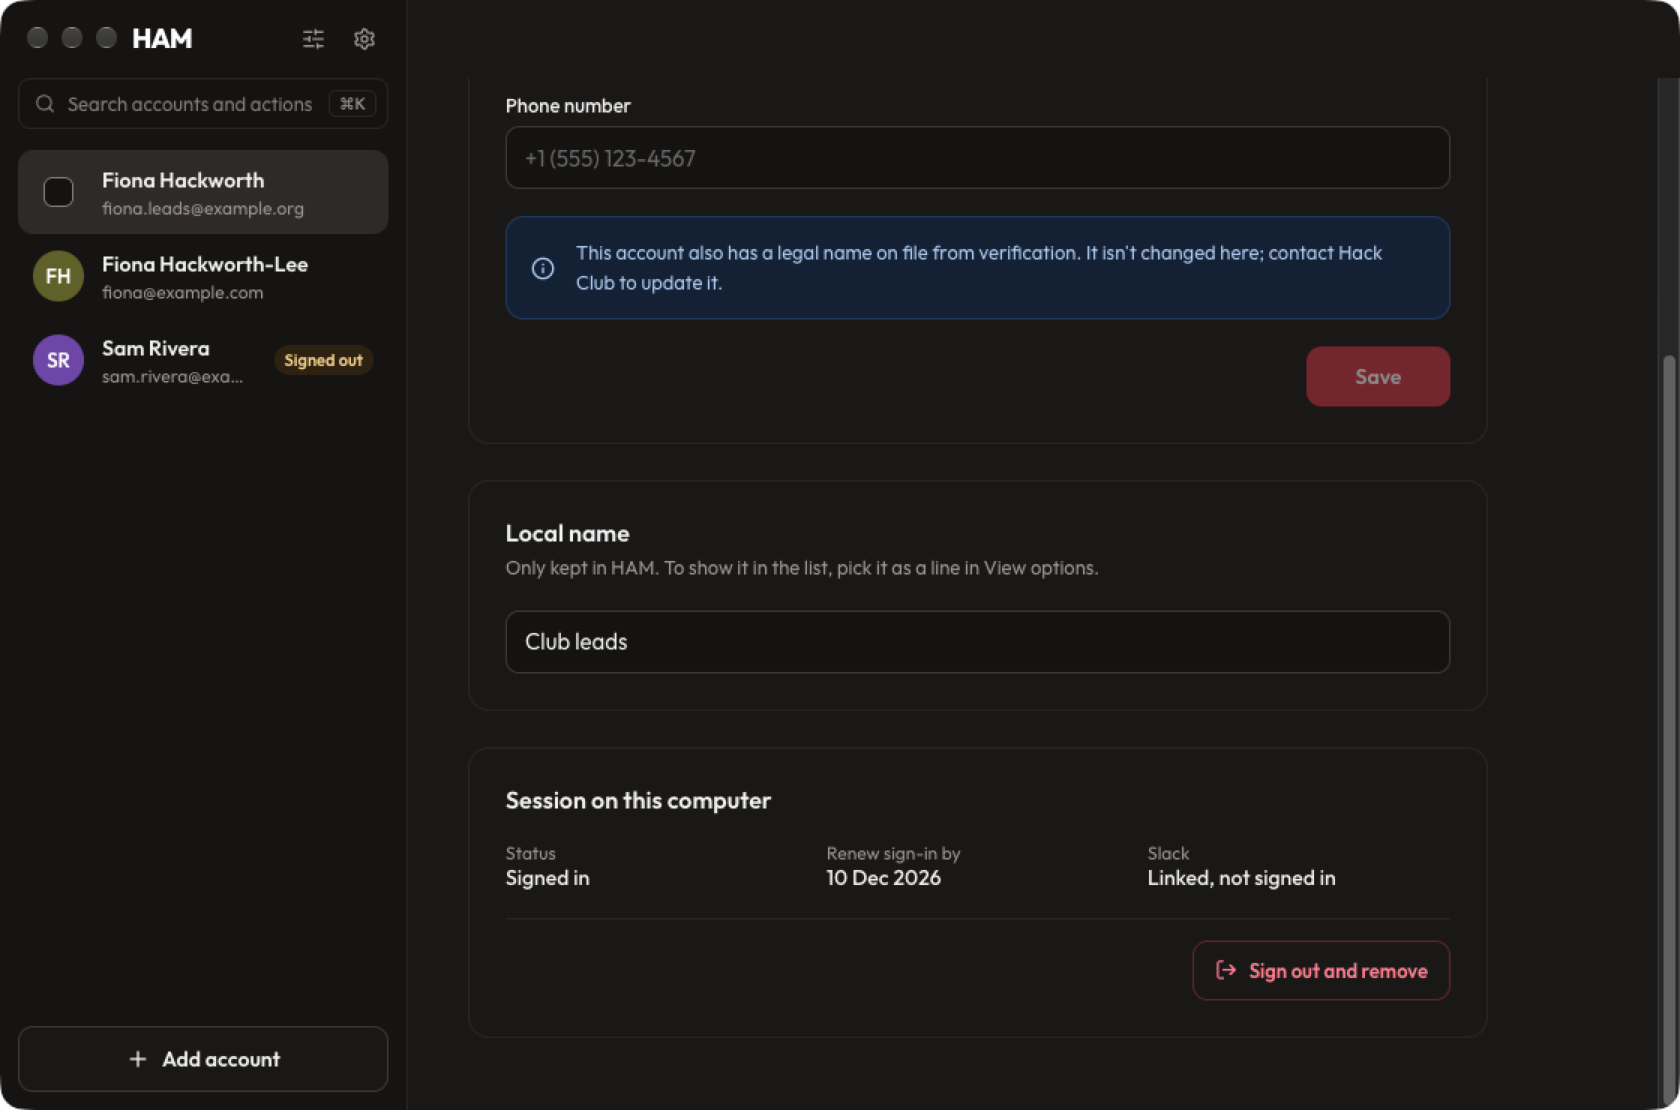 HAM
Search accounts and actions ⌘K
Fiona Hackworth
fiona.leads@example.org
FH
Fiona Hackworth-Lee
fiona@example.com
SR
Sam Rivera
sam.rivera@exa...
Signed out
Add account
Phone number
+1 (555) 123-4567
This account also has a legal name on file from verification. It isn't changed here; contact Hack
Club to update it.
Save
Local name
Only kept in HAM. To show it in the list, pick it as a line in View options.
Club leads
Session on this computer
Status
Signed in
Renew sign-in by
10 Dec 2026
Slack
Linked, not signed in
Sign out and remove